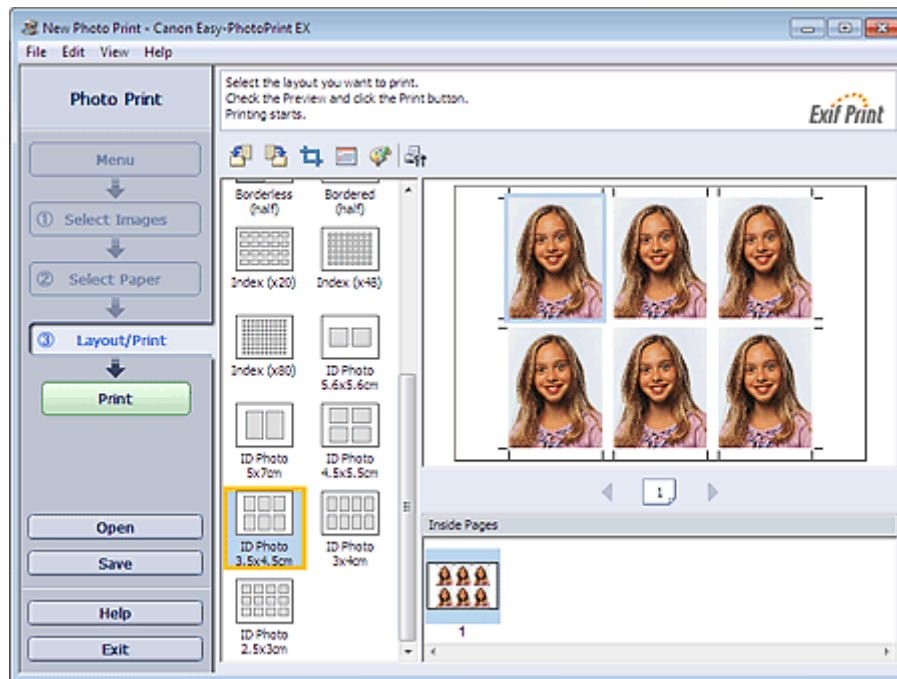 New Photo Print - Canon Easy-PhotoPrint EX
File Edit View Help
Photo Print
Select the layout you want to print.
Check the Preview and click the Print button.
Printing starts.
Exif Print
Menu
① Select Images
② Select Paper
③ Layout/Print
Print
Open
Save
Help
Exit
Borderless
(half)
Bordered
(half)
Index (x20)
Index (x48)
Index (x80)
ID Photo
5.6x5.6cm
ID Photo
5x7cm
ID Photo
4.5x5.5cm
ID Photo
3.5x4.5cm
ID Photo
3x4cm
ID Photo
2.5x3cm
1
Inside Pages
1